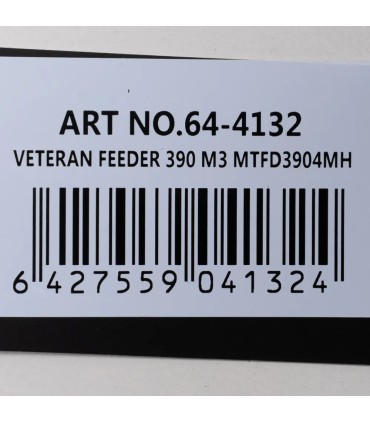 ART NO.64-4132
VETERAN FEEDER 390 M3 MTFD3904MH
6 427559 041324